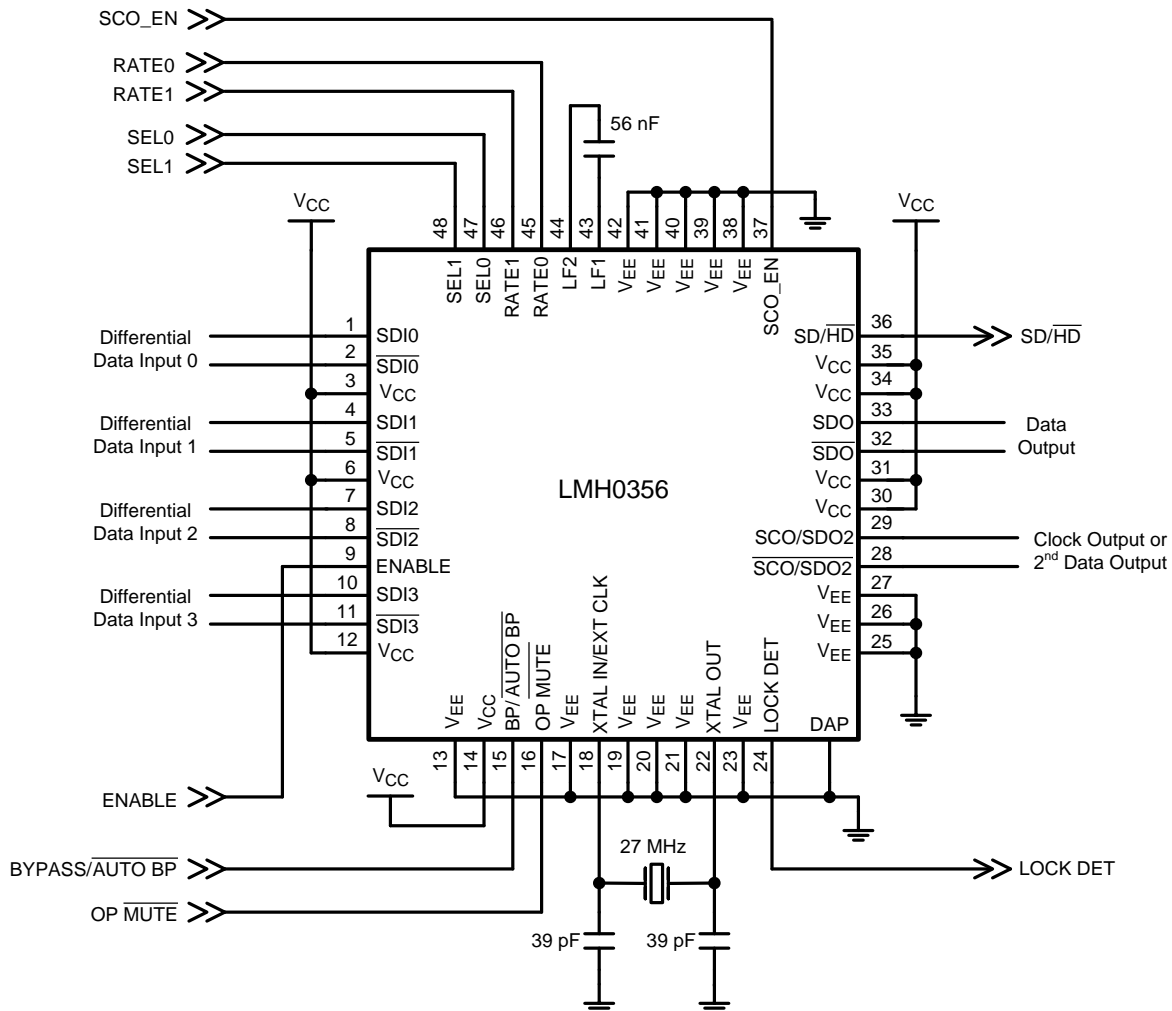 SCO_EN
RATE0
RATE1
SEL0
SEL1
56 nF
VCC
VCC
48
47
46
45
44
43
42
41
40
39
38
37
SEL1
SEL0
RATE1
RATE0
LF2
LF1
VEE
VEE
VEE
VEE
VEE
SCO_EN
Differential
Data Input 0
1 SDI0
2 SDI0
3 VCC
Differential
Data Input 1
4 SDI1
5 SDI1
6 VCC
Differential
Data Input 2
7 SDI2
8 SDI2
9 ENABLE
Differential
Data Input 3
10 SDI3
11 SDI3
12 VCC
LMH0356
SD/HD 36 SD/HD
VCC 35
VCC 34
SDO 33
SDO 32
Data
Output
VCC 31
VCC 30
SCO/SDO2 29
SCO/SDO2 28
Clock Output or
2nd Data Output
VEE 27
VEE 26
VEE 25
VEE
VCC
BP/AUTO BP
OP MUTE
VEE
XTAL IN/EXT CLK
VEE
VEE
VEE
XTAL OUT
VEE
LOCK DET
DAP
13
14
15
16
17
18
19
20
21
22
23
24
VCC
ENABLE
BYPASS/AUTO BP
OP MUTE
27 MHz
LOCK DET
39 pF
39 pF